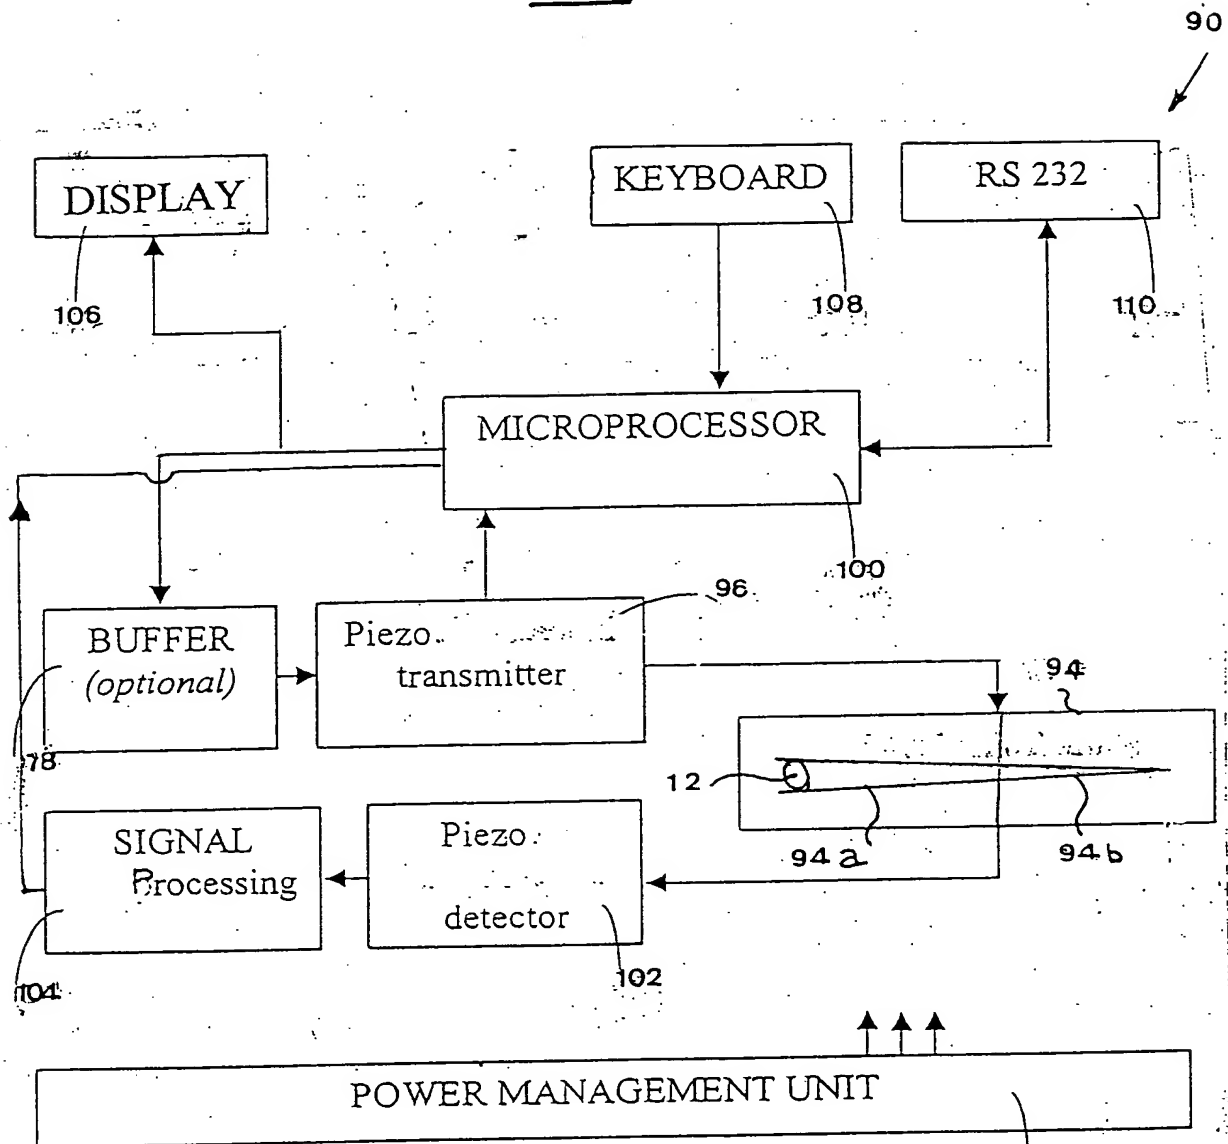 90
DISPLAY
KEYBOARD
RS 232
106
108
110
MICROPROCESSOR
100
96
BUFFER
(optional)
Piezo.
transmitter
94
78
12
SIGNAL
Processing
Piezo.
detector
94a
94b
104
102
POWER MANAGEMENT UNIT